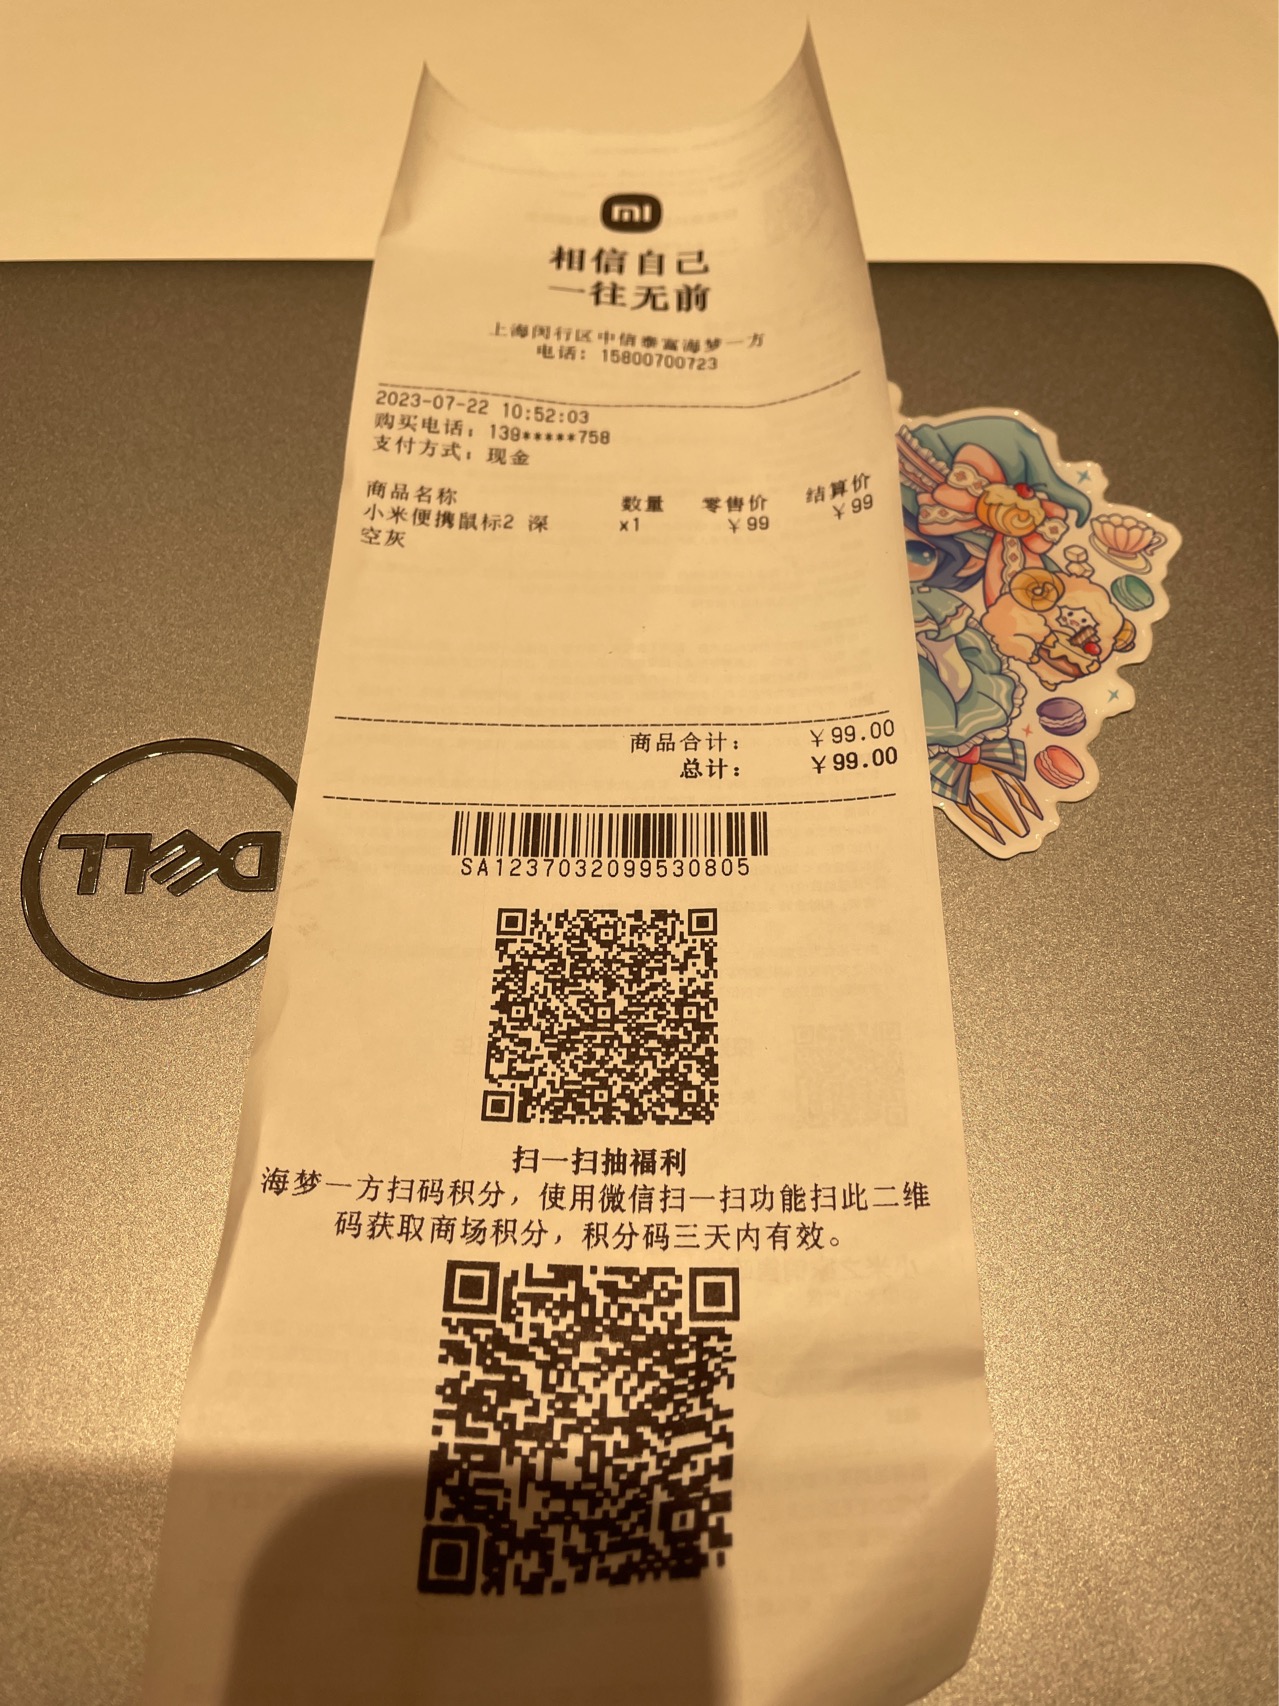 mi
相信自己
一往无前
上海闵行区中信泰富海梦一方
电话：15800700723
2023-07-22 10:52:03
购买电话：139*****758
支付方式：现金
商品名称 数量 零售价 结算价
小米便携鼠标2 深 x1 ￥99 ￥99
空灰
商品合计： ￥99.00
总计： ￥99.00
SA1237032099530805
扫一扫抽福利
海梦一方扫码积分，使用微信扫一扫功能扫此二维
码获取商场积分，积分码三天内有效。
DELL